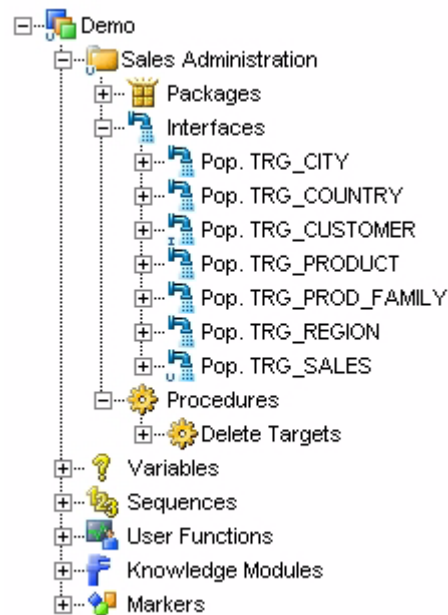 Demo
Sales Administration
Packages
Interfaces
Pop. TRG_CITY
Pop. TRG_COUNTRY
Pop. TRG_CUSTOMER
Pop. TRG_PRODUCT
Pop. TRG_PROD_FAMILY
Pop. TRG_REGION
Pop. TRG_SALES
Procedures
Delete Targets
Variables
Sequences
User Functions
Knowledge Modules
Markers